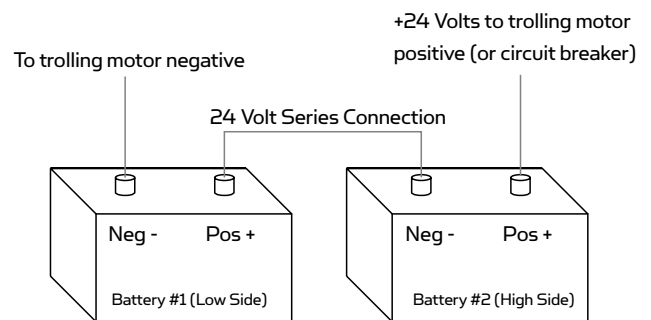 +24 Volts to trolling motor
positive (or circuit breaker)
To trolling motor negative
24 Volt Series Connection
Neg - Pos +
Neg - Pos +
Battery #1 (Low Side)
Battery #2 (High Side)